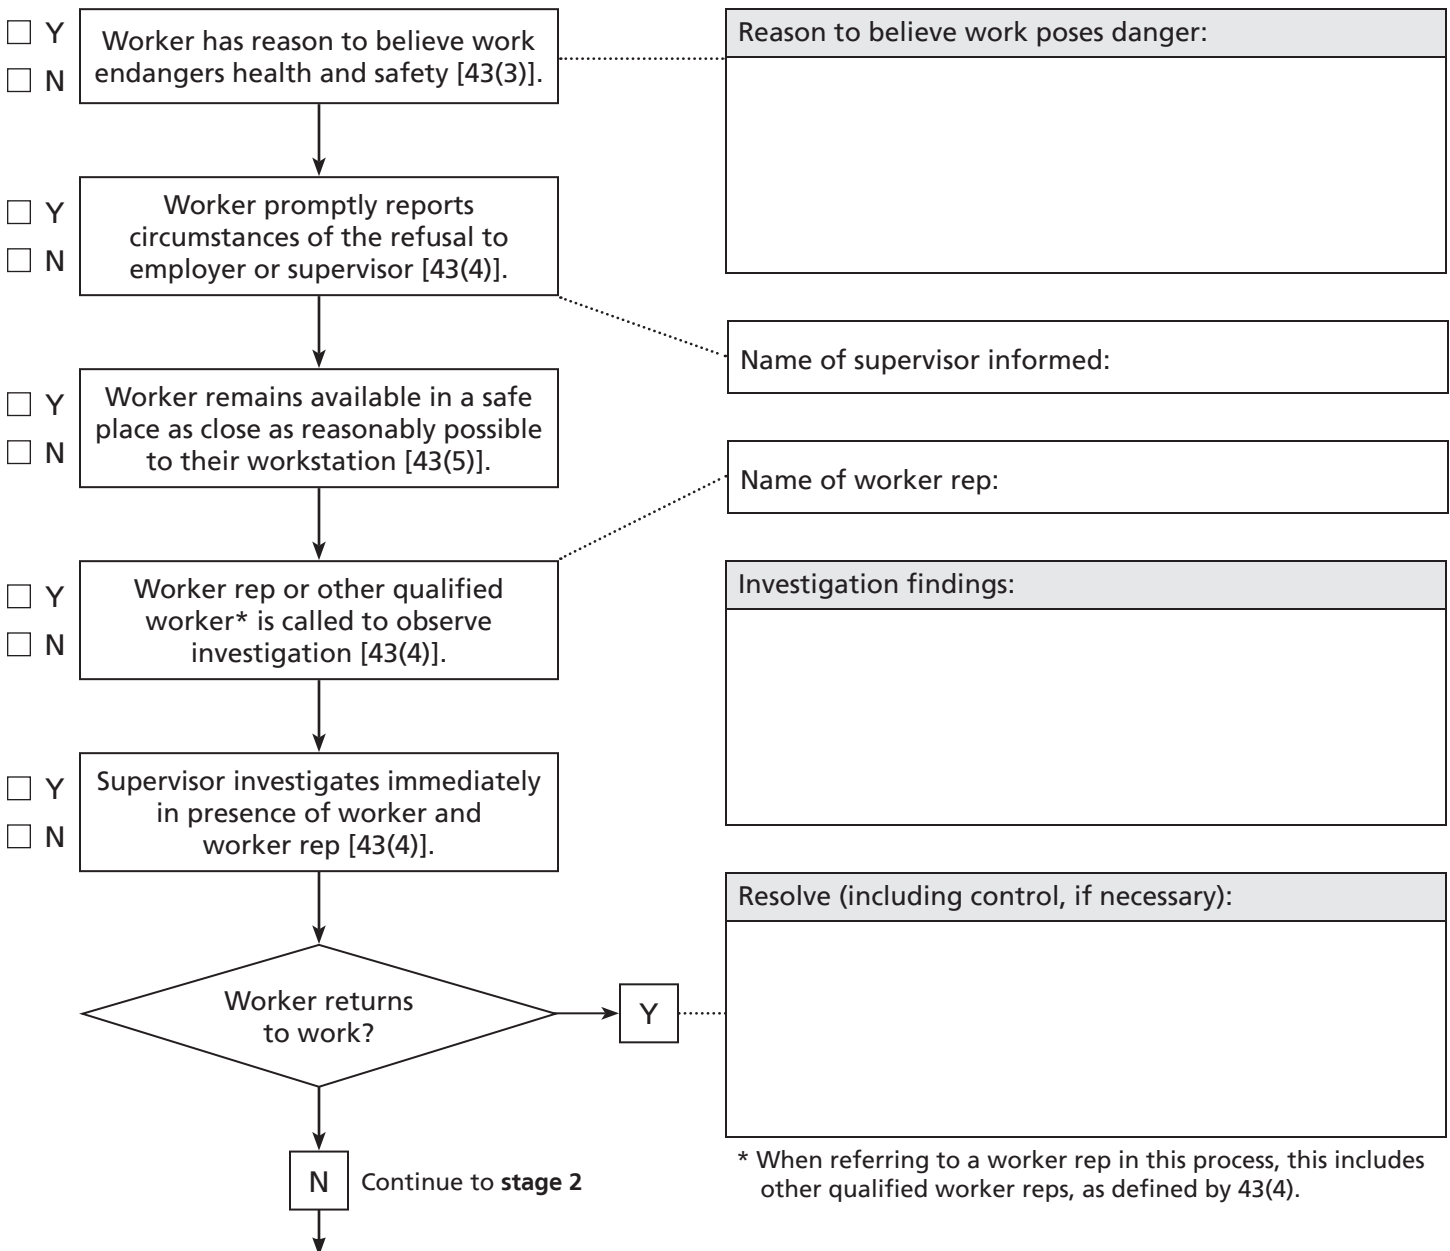 Y
N
Worker has reason to believe work
endangers health and safety [43(3)].
Reason to believe work poses danger:
Y
N
Worker promptly reports
circumstances of the refusal to
employer or supervisor [43(4)].
Name of supervisor informed:
Y
N
Worker remains available in a safe
place as close as reasonably possible
to their workstation [43(5)].
Name of worker rep:
Y
N
Worker rep or other qualified
worker* is called to observe
investigation [43(4)].
Investigation findings:
Y
N
Supervisor investigates immediately
in presence of worker and
worker rep [43(4)].
Resolve (including control, if necessary):
Worker returns
to work?
Y
N
Continue to stage 2
* When referring to a worker rep in this process, this includes
other qualified worker reps, as defined by 43(4).